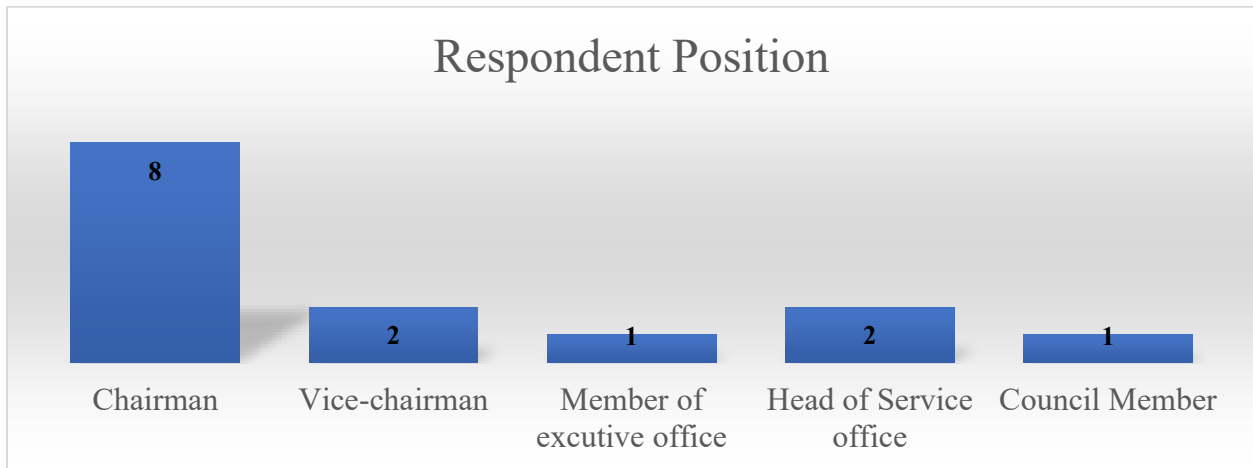 Respondent Position
8
2
1
2
1
Chairman
Vice-chairman
Member of
excutive office
Head of Service
office
Council Member